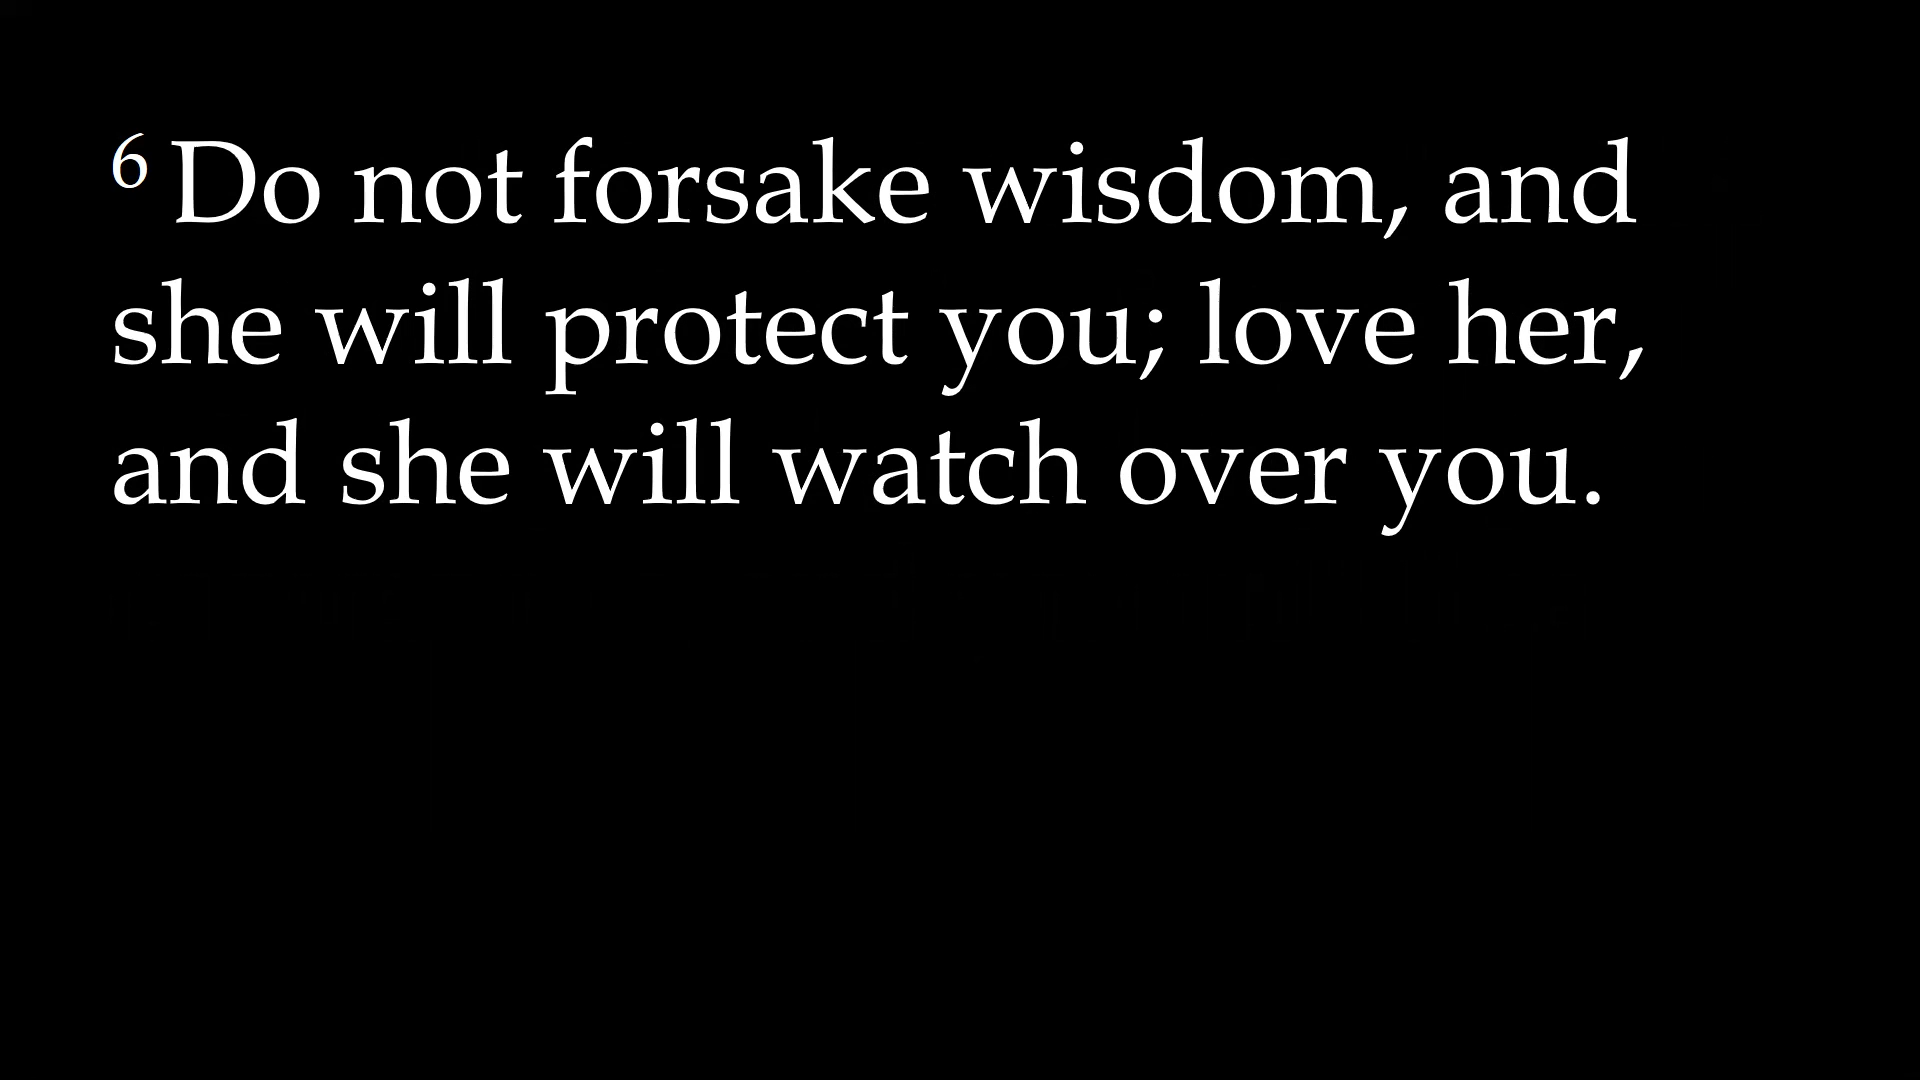 6 Do not forsake wisdom, and
she will protect you; love her,
and she will watch over you.